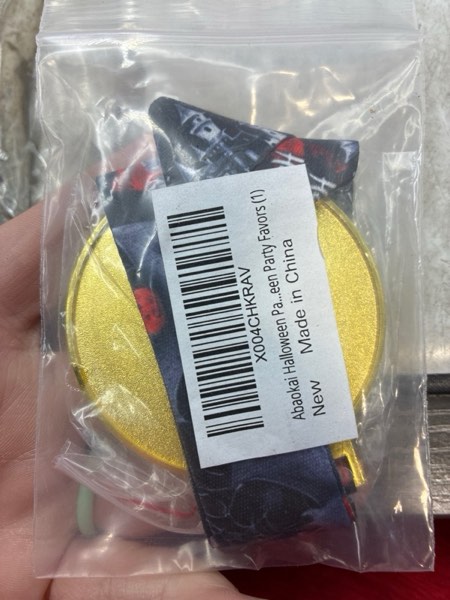 X004CHKRAV
Abaokai Halloween Pa...een Party Favors (1)
New Made in China